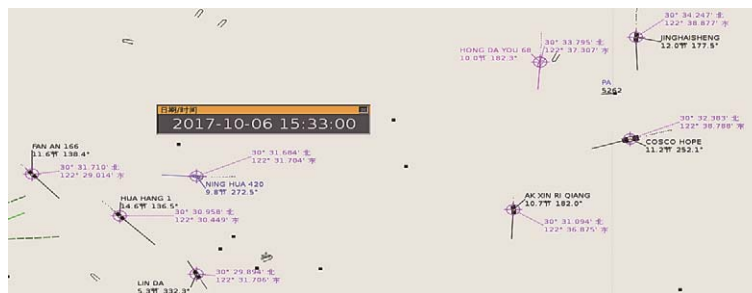 30° 34.247' 北
122° 38.877' 东
JINGHAISHENG
12.0节 177.5°
30° 33.795' 北
122° 37.307' 东
HONG DA YOU 68
10.0节 182.3°
PA
5262
日期/时间
2017-10-06 15:33:00
30° 32.383' 北
122° 38.788' 东
COSCO HOPE
11.2节 252.1°
FAN AN 166
11.6节 138.4°
30° 31.710' 北
122° 29.014' 东
30° 31.684' 北
122° 31.704' 东
NING HUA 420
9.8节 272.5°
HUA HANG 1
14.6节 136.5°
30° 30.958' 北
122° 30.449' 东
AK XIN RI QIANG
10.7节 182.0°
30° 31.094' 北
122° 36.875' 东
30° 29.894' 北
122° 31.706' 东
LIN DA
5.3节 332.3°